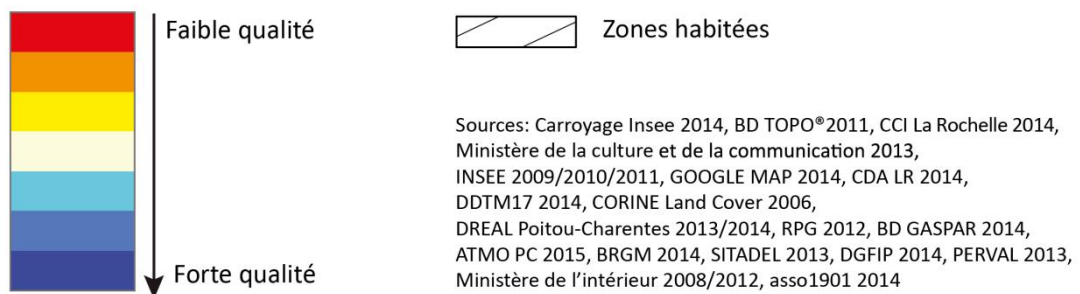 Faible qualité
Zones habitées
Forte qualité
Sources: Carroyage Insee 2014, BD TOPO®2011, CCI La Rochelle 2014,
Ministère de la culture et de la communication 2013,
INSEE 2009/2010/2011, GOOGLE MAP 2014, CDA LR 2014,
DDTM17 2014, CORINE Land Cover 2006,
DREAL Poitou-Charentes 2013/2014, RPG 2012, BD GASPAR 2014,
ATMO PC 2015, BRGM 2014, SITADEL 2013, DGFIP 2014, PERVAL 2013,
Ministère de l’intérieur 2008/2012, asso1901 2014